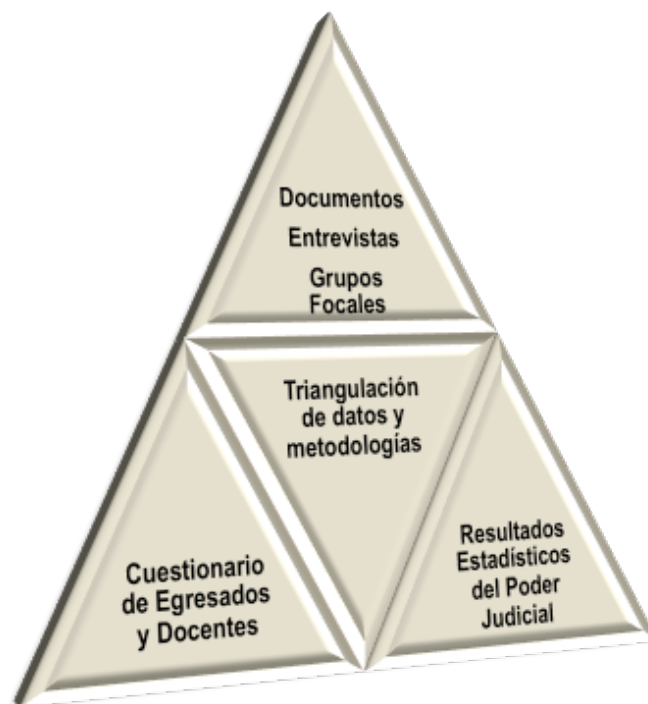 Documentos
Entrevistas
Grupos
Focales
Triangulación
de datos y
metodologías
Cuestionario
de Egresados
y Docentes
Resultados
Estadísticos
del Poder
Judicial